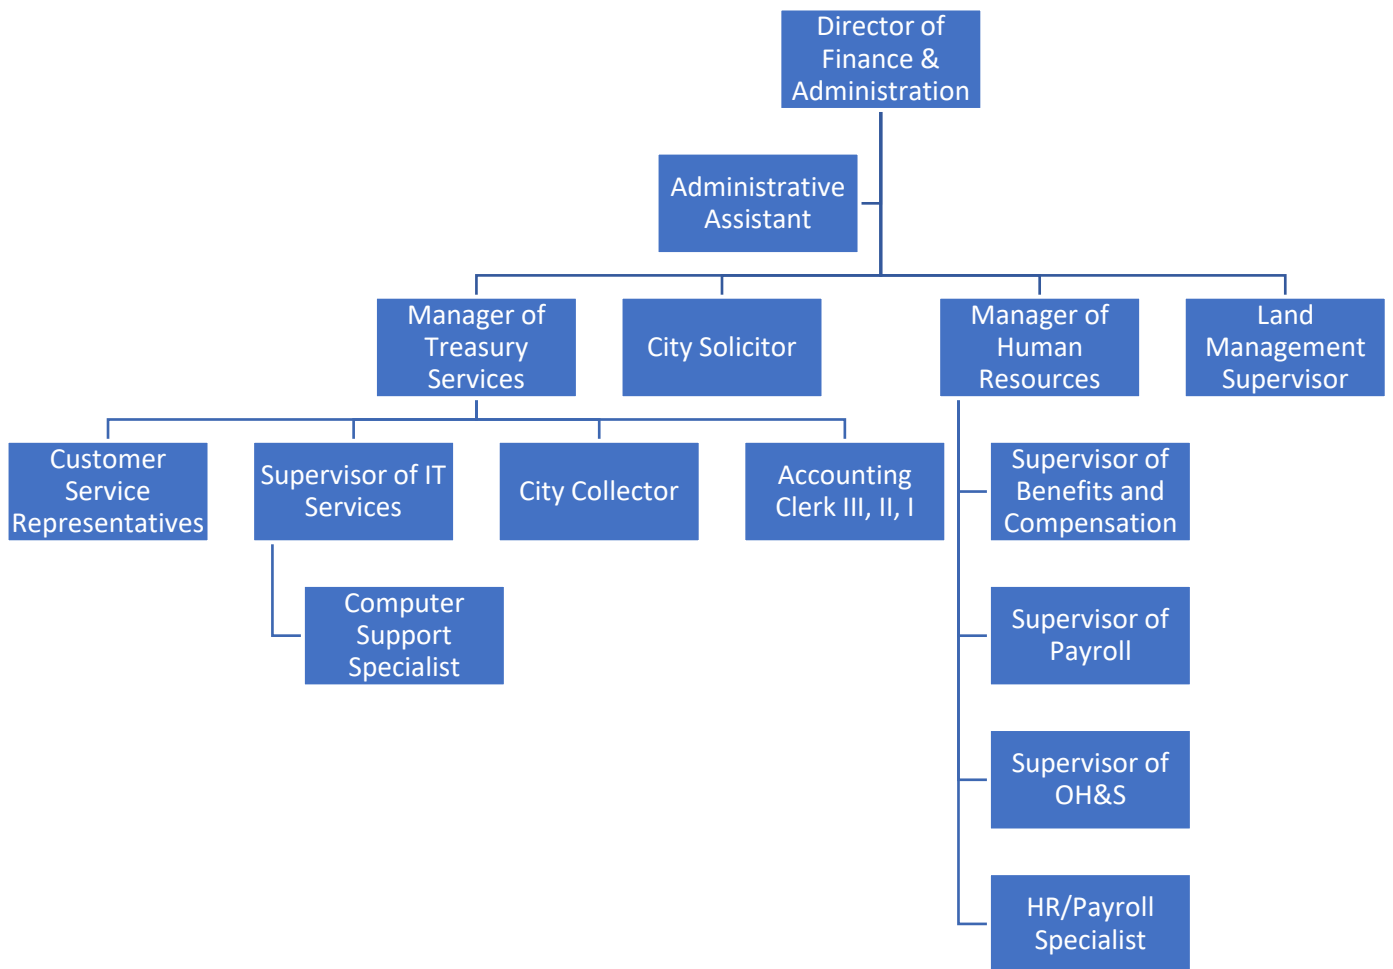 Director of
Finance &
Administration
Administrative
Assistant
Manager of
Treasury
Services
City Solicitor
Manager of
Human
Resources
Land
Management
Supervisor
Customer
Service
Representatives
Supervisor of IT
Services
City Collector
Accounting
Clerk III, II, I
Supervisor of
Benefits and
Compensation
Computer
Support
Specialist
Supervisor of
Payroll
Supervisor of
OH&S
HR/Payroll
Specialist